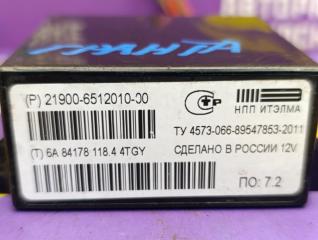 ГРАНТА
(P) 21900-6512010-00
СТР
НПП ИТЭЛМА
ТУ 4573-066-89547853-2011
(T) 6A 84178 118.4 4TGY
СДЕЛАНО В РОССИИ 12V
ПО: 7.2